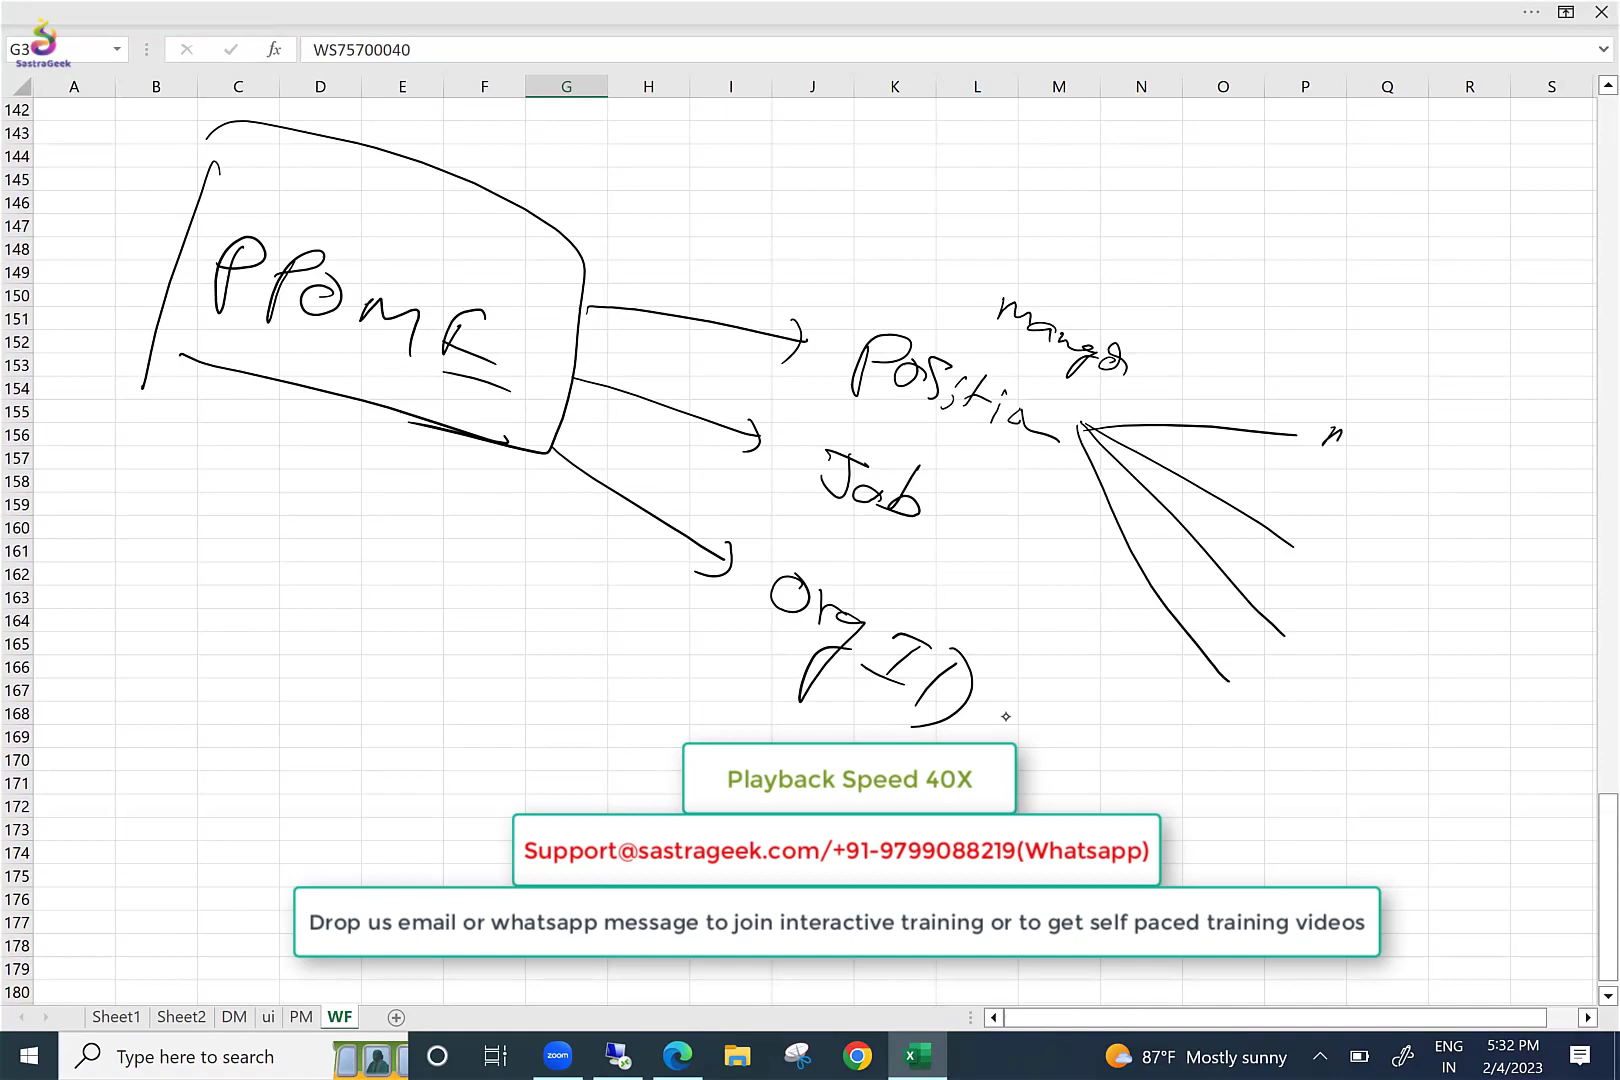 G3
SastraGeek
fx
WS75700040
A B C D E F G H I J K L M N O P Q R S
142
143
144
145
146
147
148
149
150
151
152
153
154
155
156
157
158
159
160
161
162
163
164
165
166
167
168
169
170
171
172
173
174
175
176
177
178
179
180
PPOME
Position
Job
Org ID
n
Playback Speed 40X
Support@sastrageek.com/+91-9799088219(Whatsapp)
Drop us email or whatsapp message to join interactive training or to get self paced training videos
Sheet1 Sheet2 DM ui PM WF
Type here to search
zoom
87°F Mostly sunny
ENG
IN
5:32 PM
2/4/2023